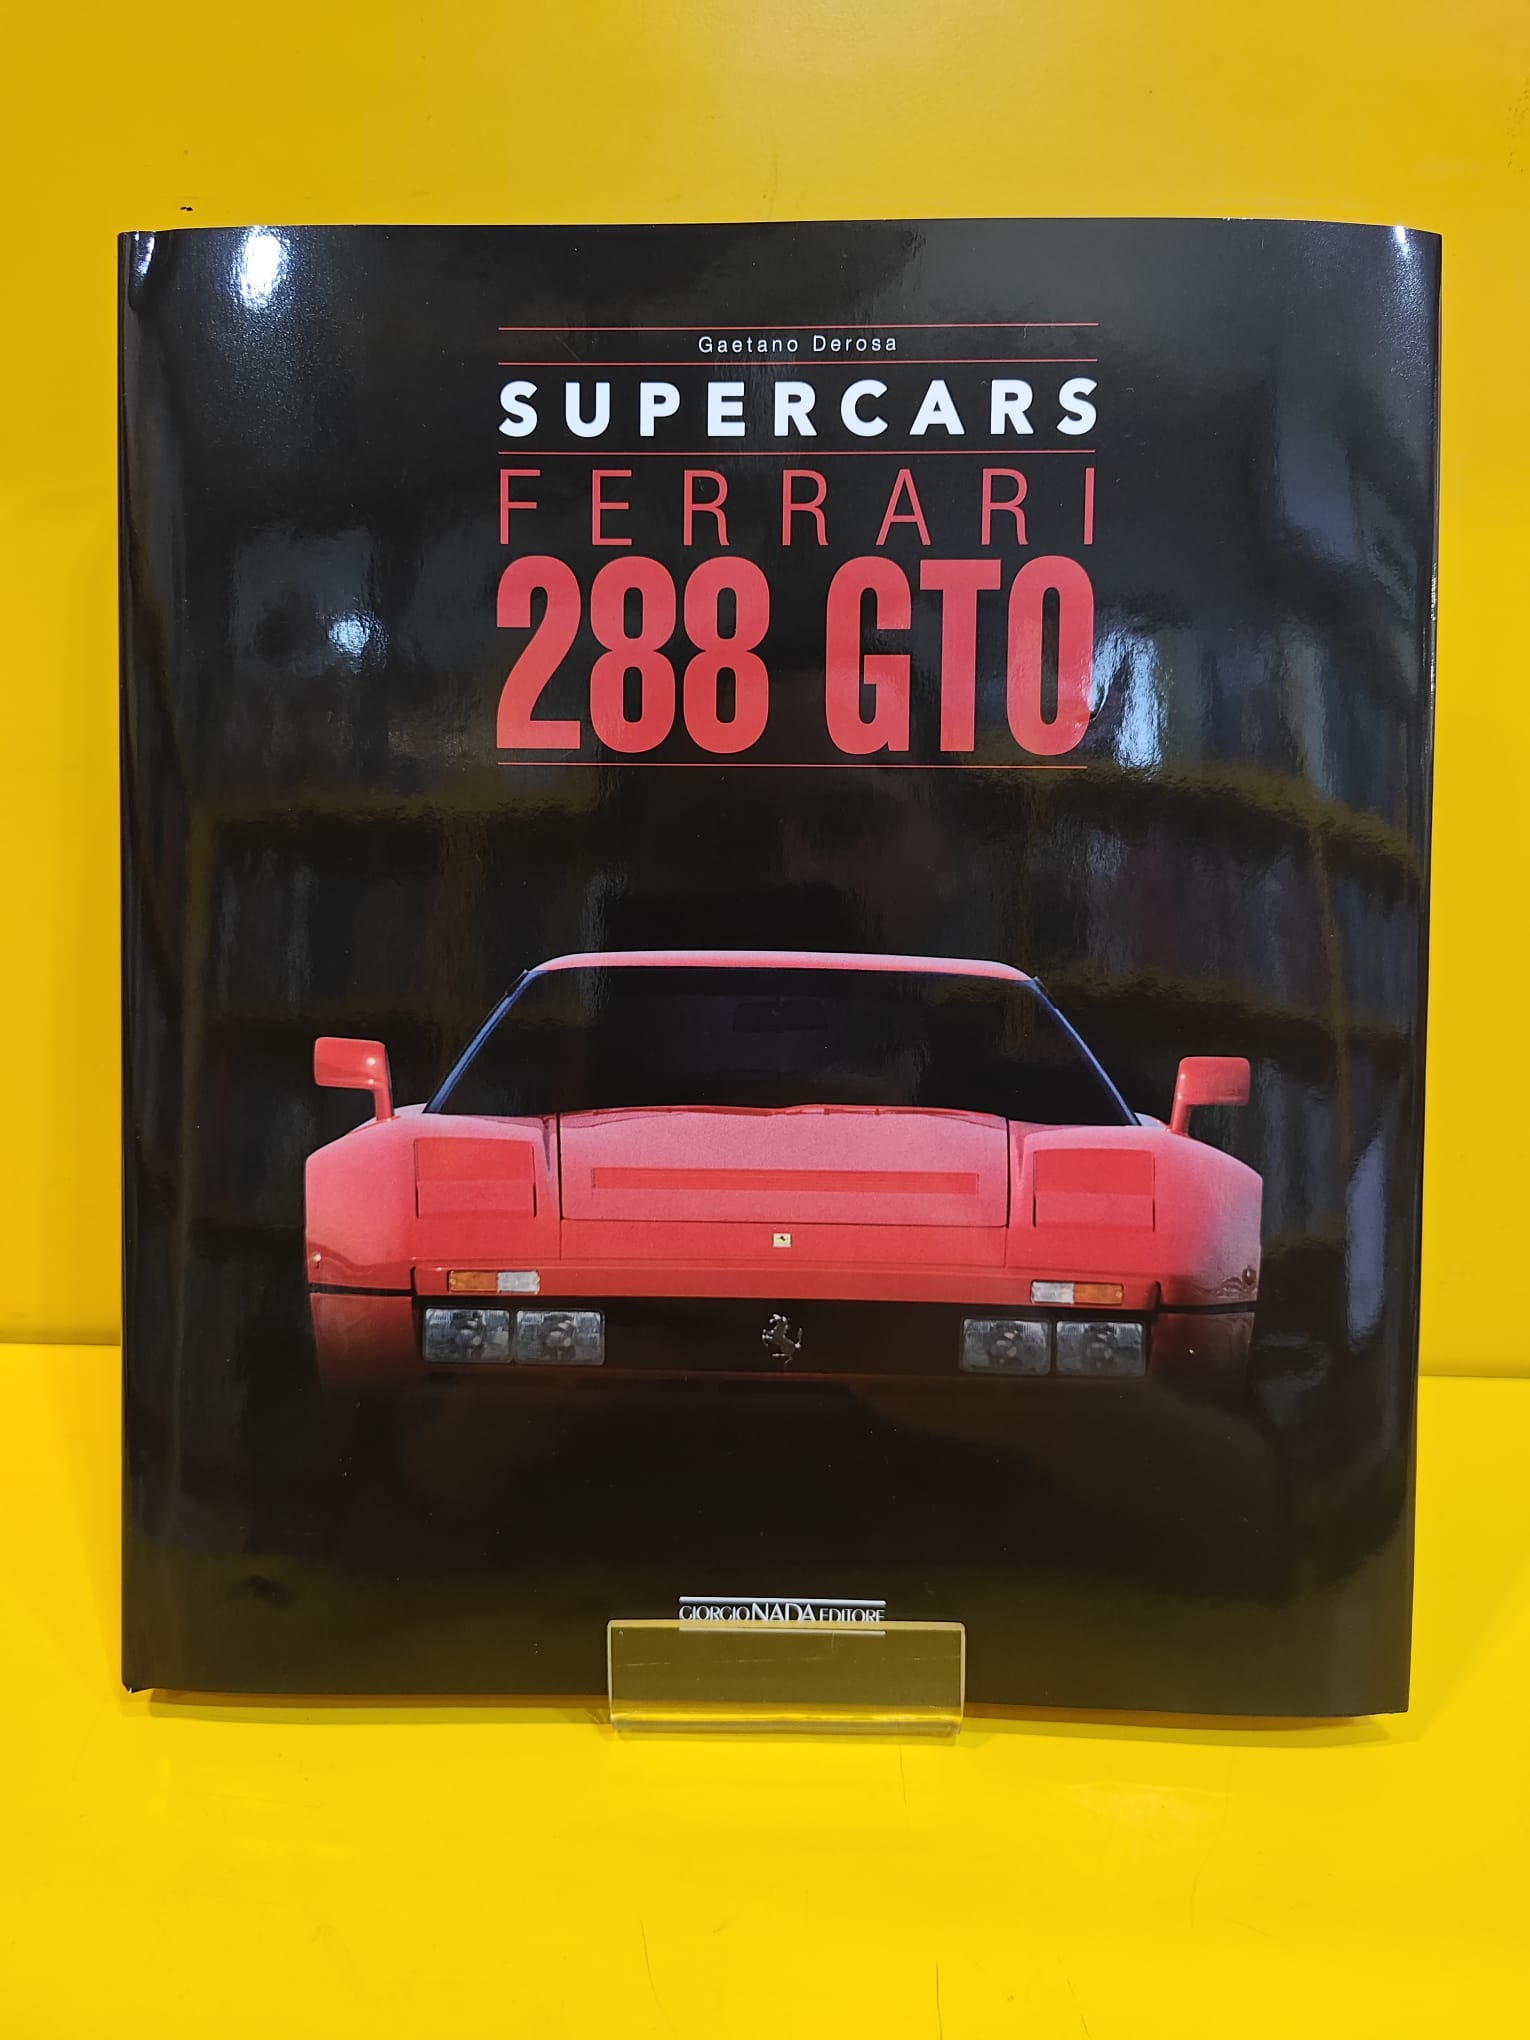 Gaetano Derosa
SUPERCARS
FERRARI
288 GTO
GIORGIO NADA EDITORE